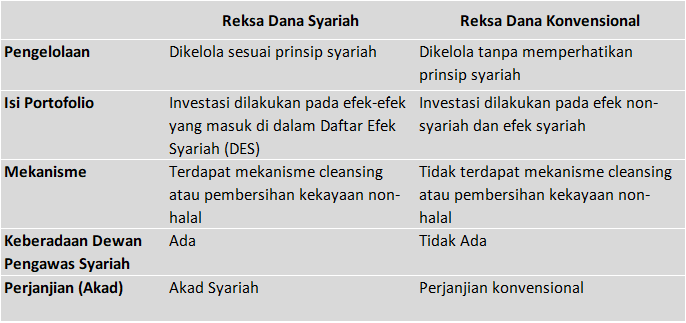 Reksa Dana Syariah Reksa Dana Konvensional
Pengelolaan Dikelola sesuai prinsip syariah Dikelola tanpa memperhatikan
prinsip syariah
Isi Portofolio Investasi dilakukan pada efek-efek Investasi dilakukan pada efek non-
yang masuk di dalam Daftar Efek syariah dan efek syariah
Syariah (DES)
Mekanisme Terdapat mekanisme cleansing Tidak terdapat mekanisme cleansing
atau pembersihan kekayaan non- atau pembersihan kekayaan non-
halal halal
Keberadaan Dewan Ada Tidak Ada
Pengawas Syariah
Perjanjian (Akad) Akad Syariah Perjanjian konvensional